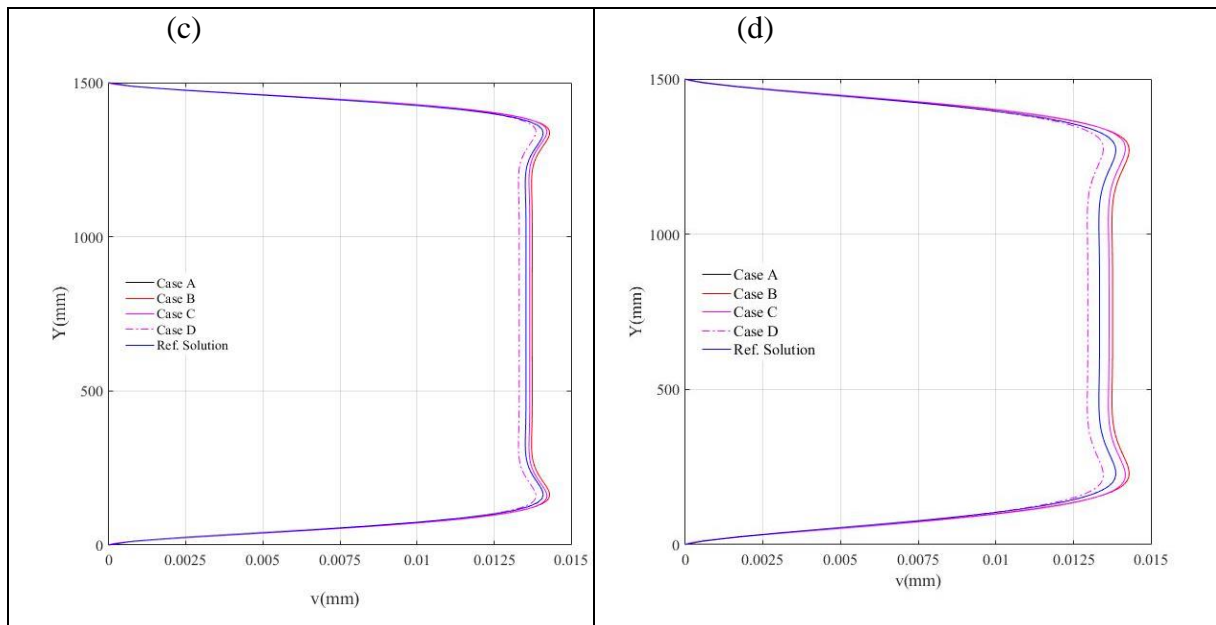 (c)
1500
1000
500
0
Y(mm)
Case A
Case B
Case C
Case D
Ref. Solution
0 0.0025 0.005 0.0075 0.01 0.0125 0.015
v(mm)
(d)
1500
1000
500
0
Y(mm)
Case A
Case B
Case C
Case D
Ref. Solution
0 0.0025 0.005 0.0075 0.01 0.0125 0.015
v(mm)